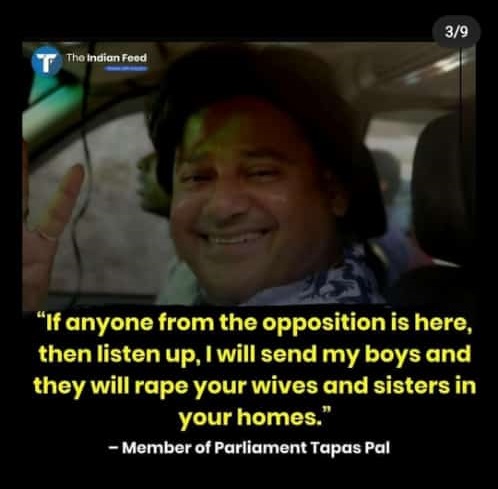 3/9
The Indian Feed
"If anyone from the opposition is here,
then listen up, I will send my boys and
they will rape your wives and sisters in
your homes."
– Member of Parliament Tapas Pal